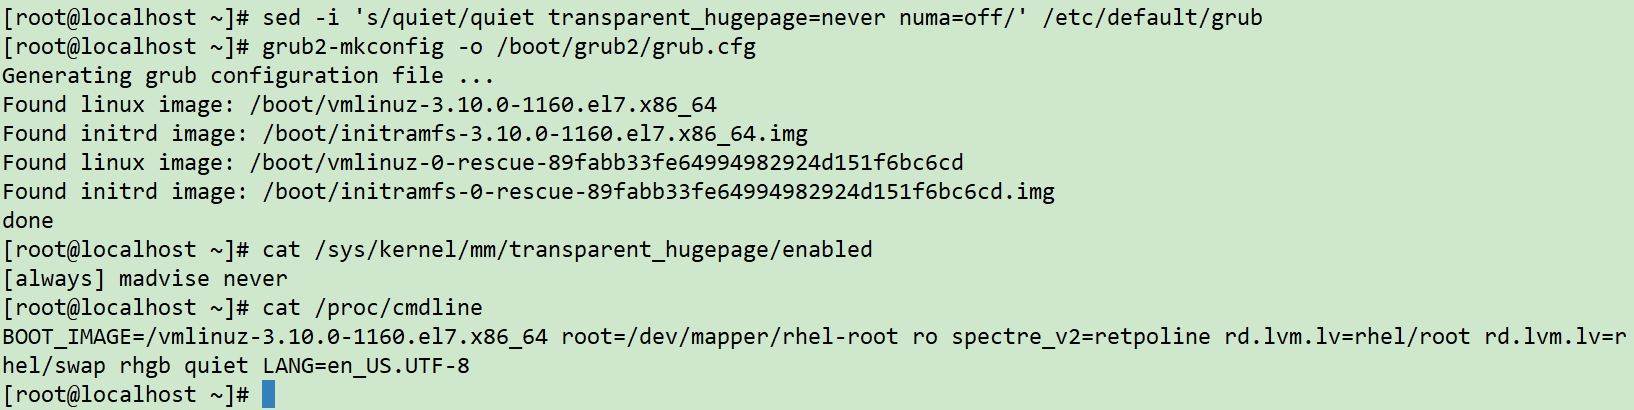 [root@localhost ~]# sed -i 's/quiet/quiet transparent_hugepage=never numa=off/' /etc/default/grub
[root@localhost ~]# grub2-mkconfig -o /boot/grub2/grub.cfg
Generating grub configuration file ...
Found linux image: /boot/vmlinuz-3.10.0-1160.el7.x86_64
Found initrd image: /boot/initramfs-3.10.0-1160.el7.x86_64.img
Found linux image: /boot/vmlinuz-0-rescue-89fabb33fe64994982924d151f6bc6cd
Found initrd image: /boot/initramfs-0-rescue-89fabb33fe64994982924d151f6bc6cd.img
done
[root@localhost ~]# cat /sys/kernel/mm/transparent_hugepage/enabled
[always] madvise never
[root@localhost ~]# cat /proc/cmdline
BOOT_IMAGE=/vmlinuz-3.10.0-1160.el7.x86_64 root=/dev/mapper/rhel-root ro spectre_v2=retpoline rd.lvm.lv=rhel/root rd.lvm.lv=r
hel/swap rhgb quiet LANG=en_US.UTF-8
[root@localhost ~]#